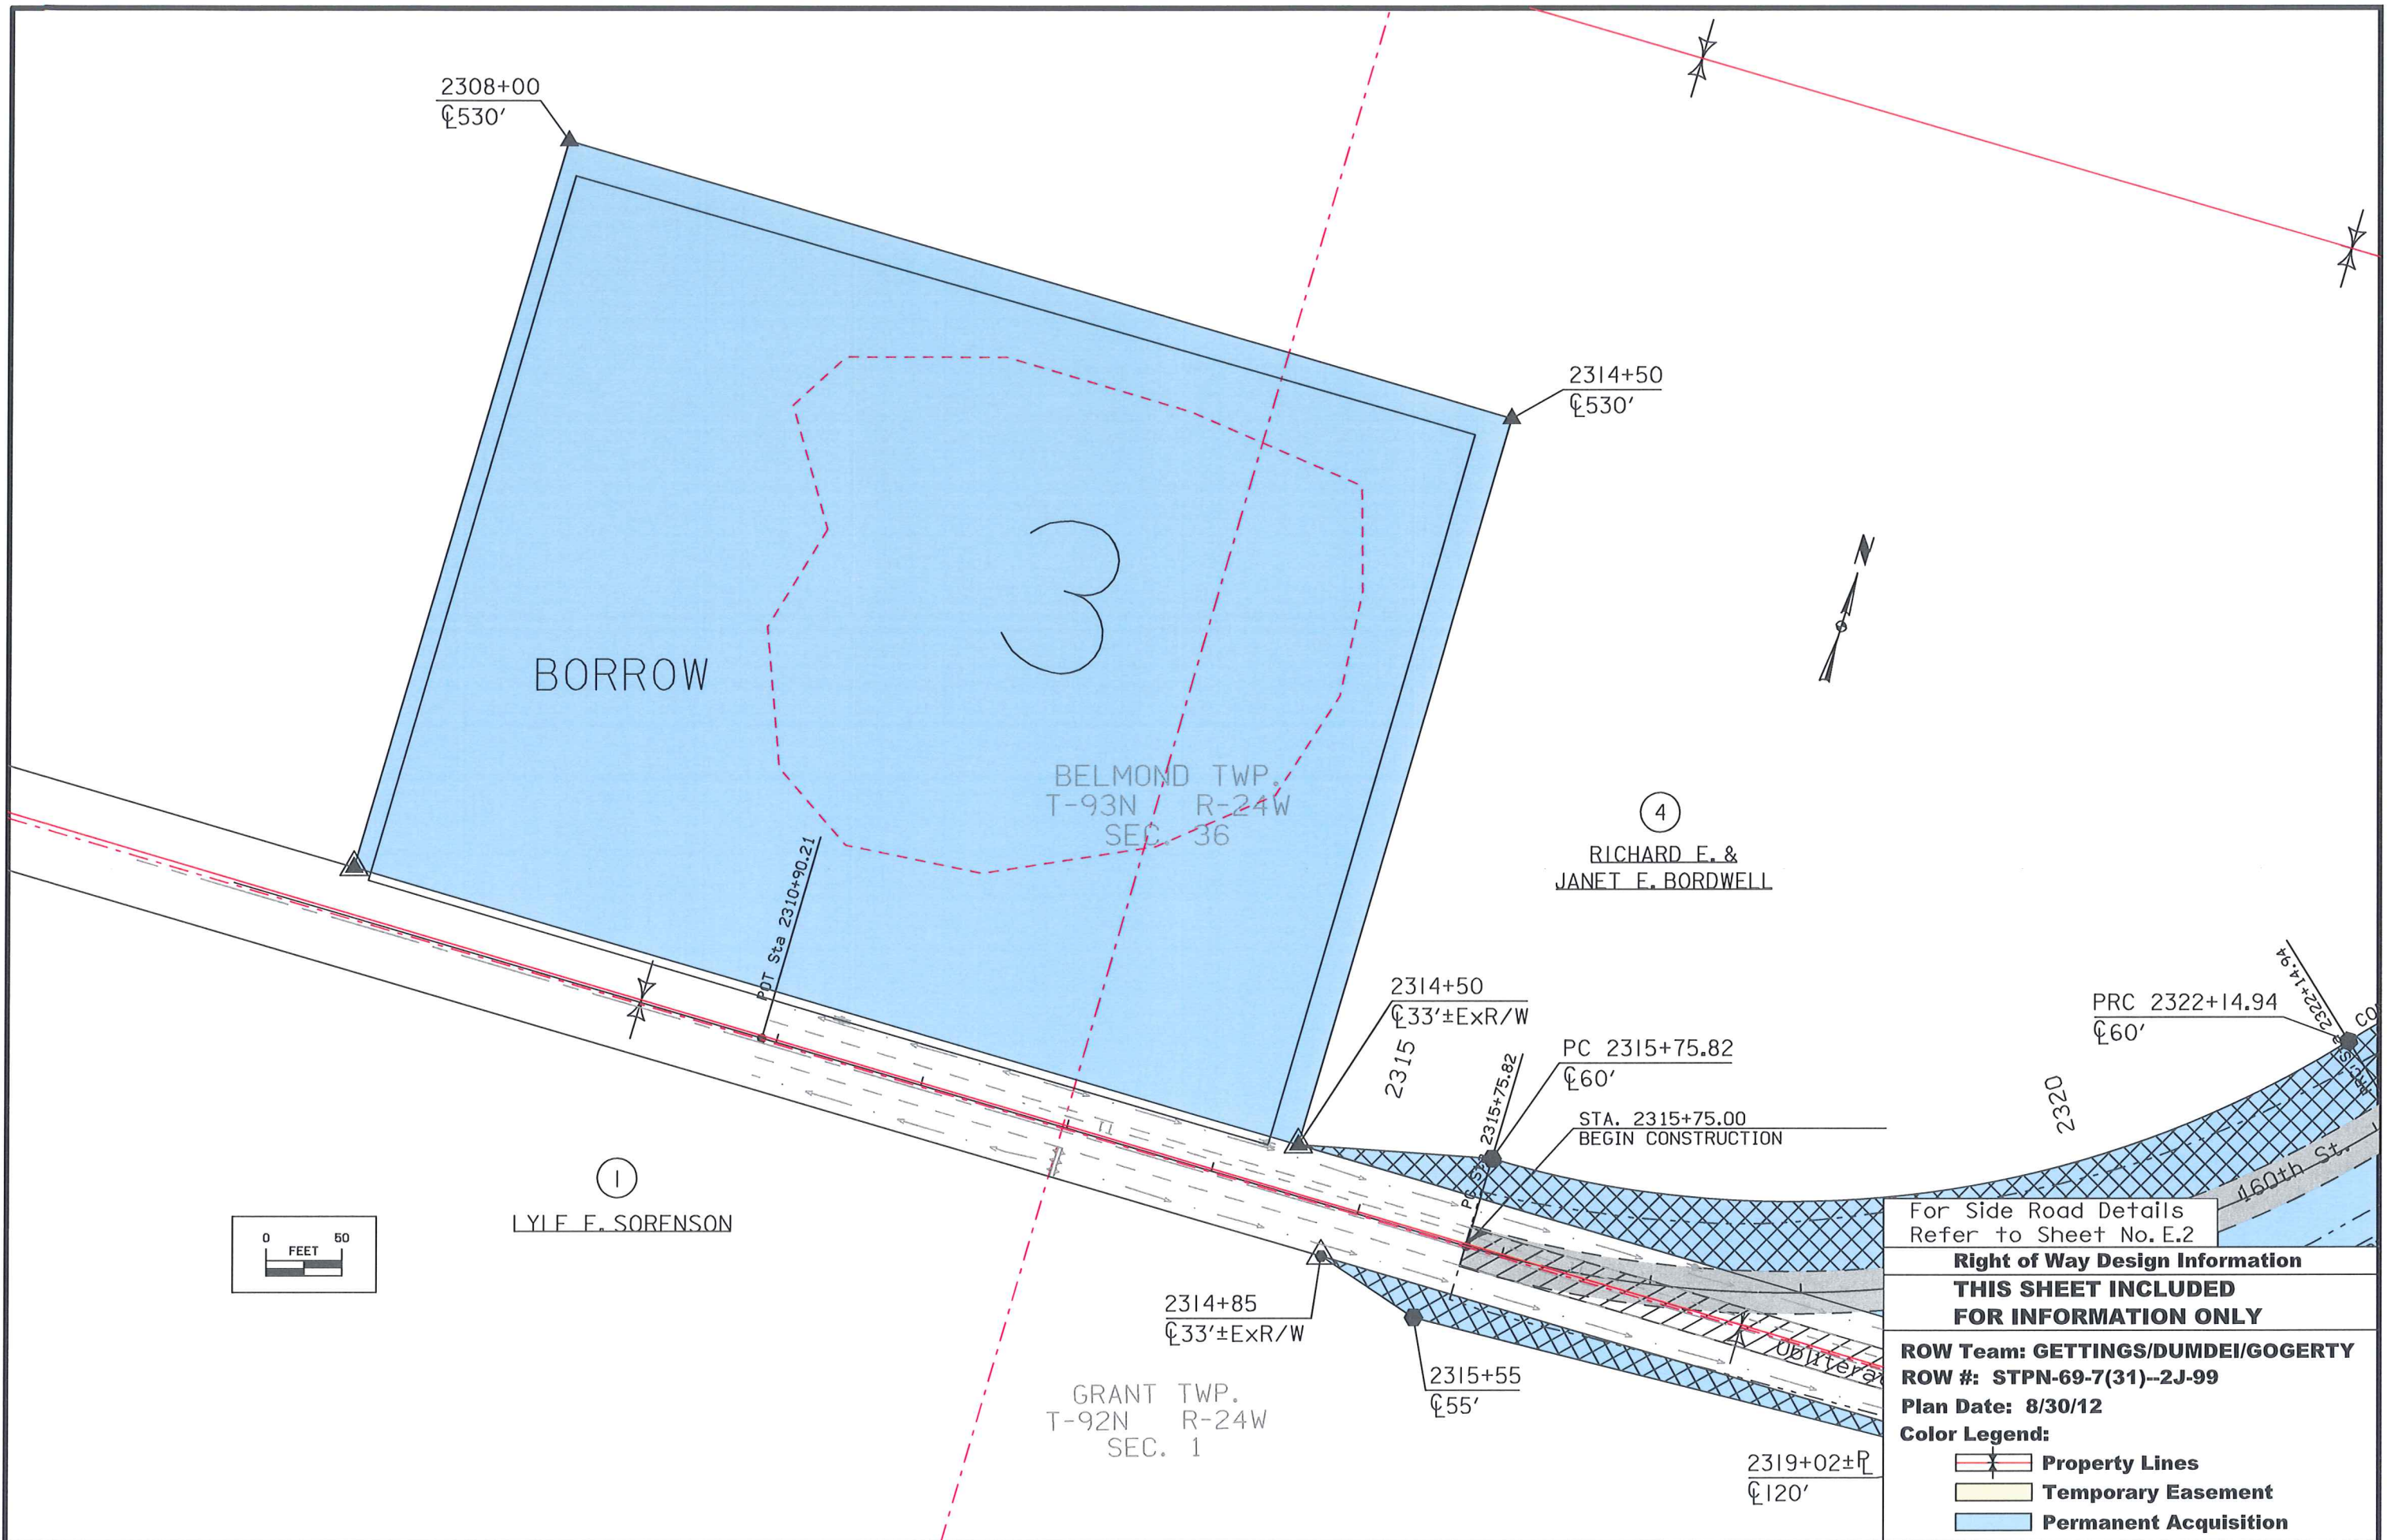 2308+00
℄530'
2314+50
℄530'
3
BORROW
BELMOND TWP.
T-93N R-24W
SEC. 36
4
RICHARD E. &
JANET E. BORDWELL
POT Sta 2310+90.21
2314+50
℄33'±ExR/W
2315
PC 2315+75.82
℄60'
PC Sta 2315+75.82
STA. 2315+75.00
BEGIN CONSTRUCTION
PRC 2322+14.94
℄60'
2322+14.94
2320
460th St.
T1
1
LYLE E. SORENSON
0 50
FEET
2314+85
℄33'±ExR/W
2315+55
℄55'
GRANT TWP.
T-92N R-24W
SEC. 1
2319+02±℄
℄120'
For Side Road Details
Refer to Sheet No. E.2
Right of Way Design Information
THIS SHEET INCLUDED
FOR INFORMATION ONLY
ROW Team: GETTINGS/DUMDEI/GOGERTY
ROW #: STPN-69-7(31)--2J-99
Plan Date: 8/30/12
Color Legend:
Property Lines
Temporary Easement
Permanent Acquisition